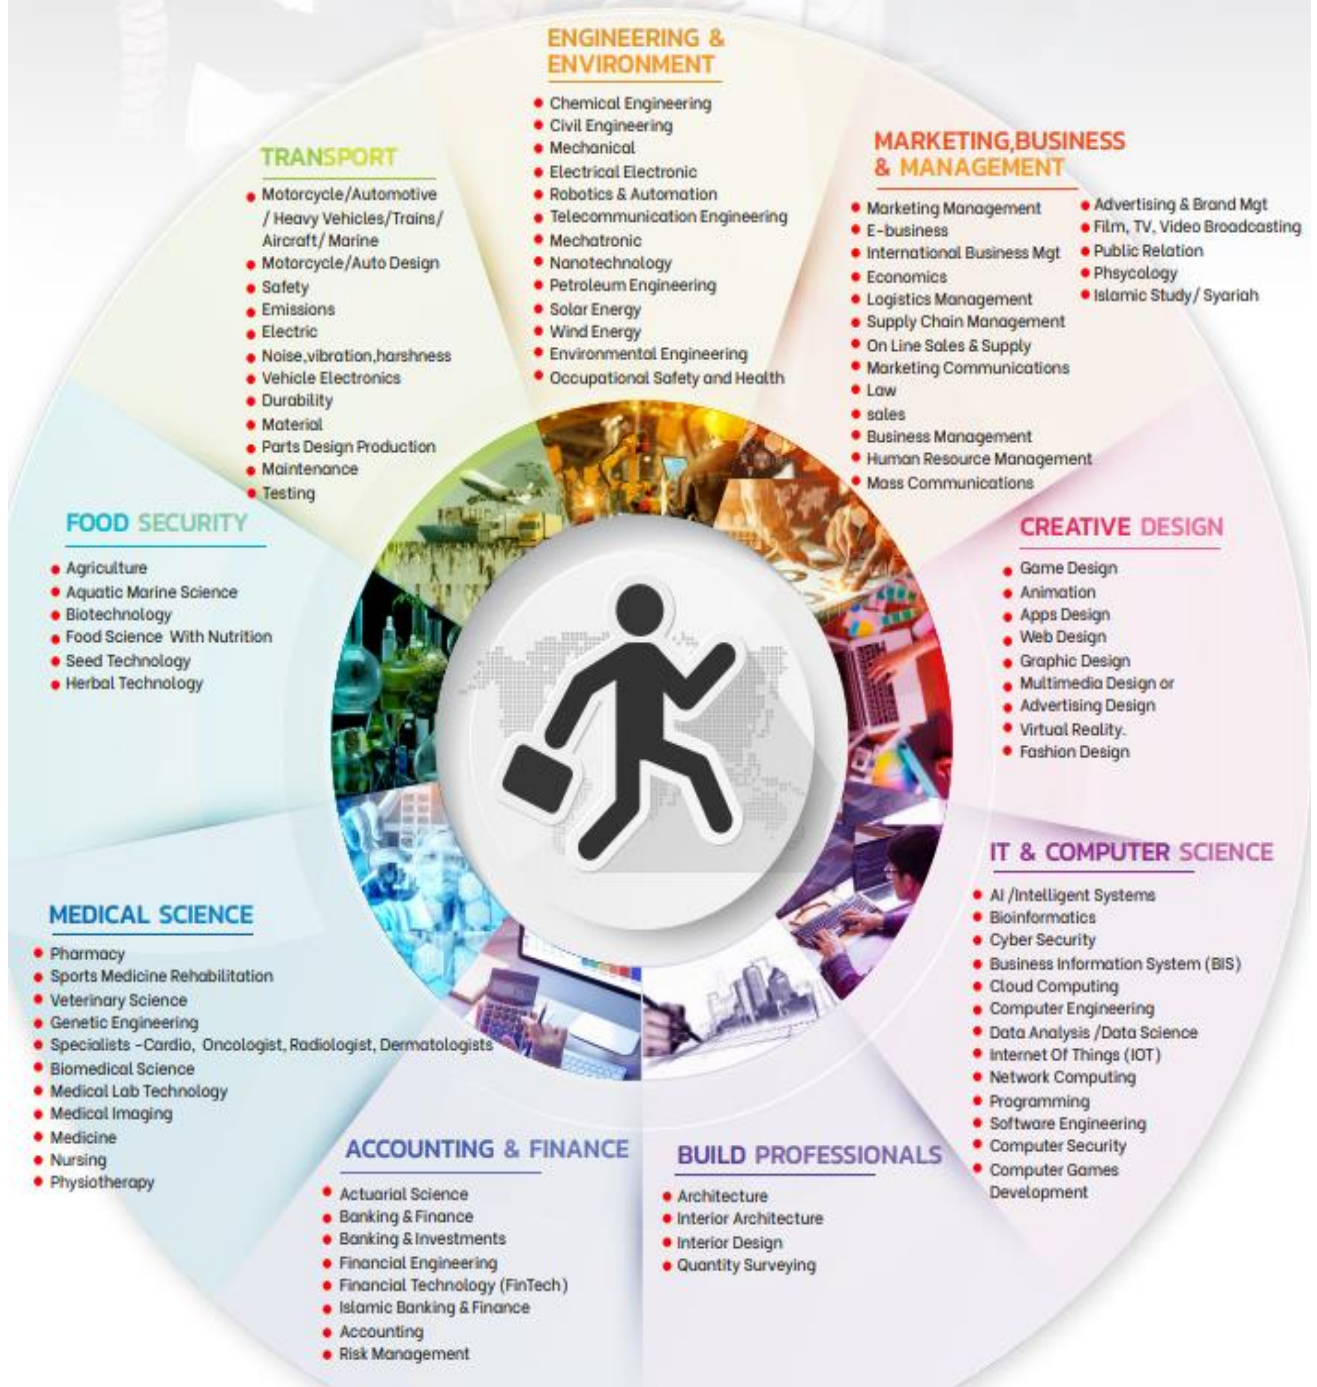 ENGINEERING &
ENVIRONMENT
Chemical Engineering
Civil Engineering
Mechanical
Electrical Electronic
Robotics & Automation
Telecommunication Engineering
Mechatronic
Nanotechnology
Petroleum Engineering
Solar Energy
Wind Energy
Environmental Engineering
Occupational Safety and Health
MARKETING,BUSINESS
& MANAGEMENT
Marketing Management
E-business
International Business Mgt
Economics
Logistics Management
Supply Chain Management
On Line Sales & Supply
Marketing Communications
Law
sales
Business Management
Human Resource Management
Mass Communications
Advertising & Brand Mgt
Film, TV, Video Broadcasting
Public Relation
Phsycology
Islamic Study/ Syariah
CREATIVE DESIGN
Game Design
Animation
Apps Design
Web Design
Graphic Design
Multimedia Design or
Advertising Design
Virtual Reality.
Fashion Design
IT & COMPUTER SCIENCE
AI /Intelligent Systems
Bioinformatics
Cyber Security
Business Information System (BIS)
Cloud Computing
Computer Engineering
Data Analysis /Data Science
Internet Of Things (IOT)
Network Computing
Programming
Software Engineering
Computer Security
Computer Games
Development
BUILD PROFESSIONALS
Architecture
Interior Architecture
Interior Design
Quantity Surveying
ACCOUNTING & FINANCE
Actuarial Science
Banking & Finance
Banking & Investments
Financial Engineering
Financial Technology (FinTech)
Islamic Banking & Finance
Accounting
Risk Management
MEDICAL SCIENCE
Pharmacy
Sports Medicine Rehabilitation
Veterinary Science
Genetic Engineering
Specialists -Cardio, Oncologist, Radiologist, Dermatologists
Biomedical Science
Medical Lab Technology
Medical Imaging
Medicine
Nursing
Physiotherapy
FOOD SECURITY
Agriculture
Aquatic Marine Science
Biotechnology
Food Science With Nutrition
Seed Technology
Herbal Technology
TRANSPORT
Motorcycle/Automotive
/ Heavy Vehicles/Trains/
Aircraft/ Marine
Motorcycle/Auto Design
Safety
Emissions
Electric
Noise,vibration,harshness
Vehicle Electronics
Durability
Material
Parts Design Production
Maintenance
Testing